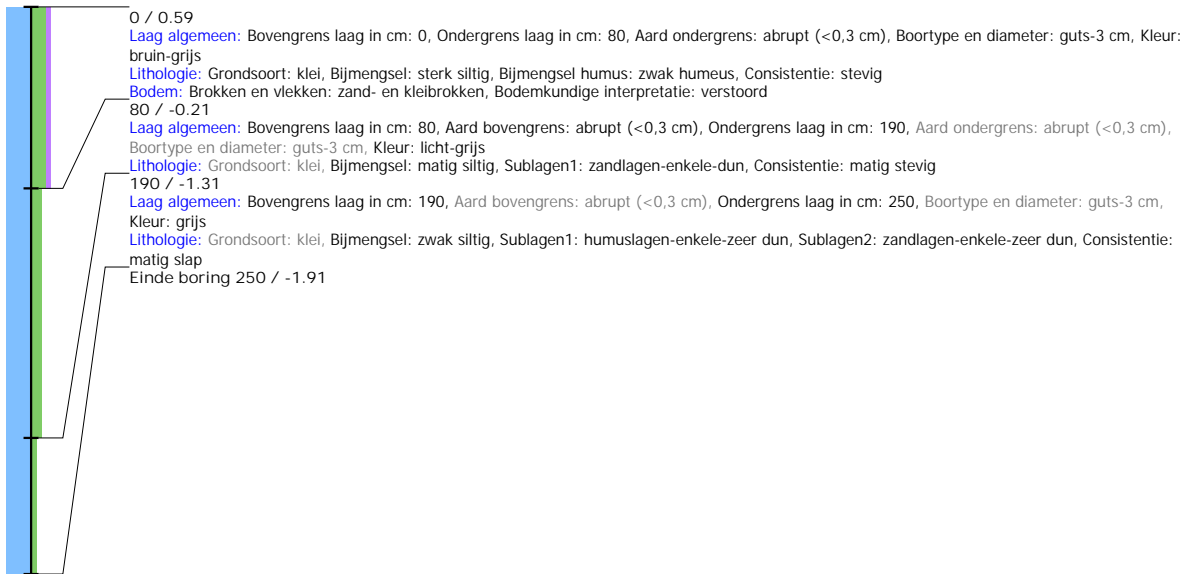 0 / 0.59
Laag algemeen: Bovengrens laag in cm: 0, Ondergrens laag in cm: 80, Aard ondergrens: abrupt (<0,3 cm), Boortype en diameter: guts-3 cm, Kleur:
bruin-grijs
Lithologie: Grondsoort: klei, Bijmengsel: sterk siltig, Bijmengsel humus: zwak humeus, Consistentie: stevig
Bodem: Brokken en vlekken: zand- en kleibrokken, Bodemkundige interpretatie: verstoord
80 / -0.21
Laag algemeen: Bovengrens laag in cm: 80, Aard bovengrens: abrupt (<0,3 cm), Ondergrens laag in cm: 190, Aard ondergrens: abrupt (<0,3 cm),
Boortype en diameter: guts-3 cm, Kleur: licht-grijs
Lithologie: Grondsoort: klei, Bijmengsel: matig siltig, Sublagen1: zandlagen-enkele-dun, Consistentie: matig stevig
190 / -1.31
Laag algemeen: Bovengrens laag in cm: 190, Aard bovengrens: abrupt (<0,3 cm), Ondergrens laag in cm: 250, Boortype en diameter: guts-3 cm,
Kleur: grijs
Lithologie: Grondsoort: klei, Bijmengsel: zwak siltig, Sublagen1: humuslagen-enkele-zeer dun, Sublagen2: zandlagen-enkele-zeer dun, Consistentie:
matig slap
Einde boring 250 / -1.91